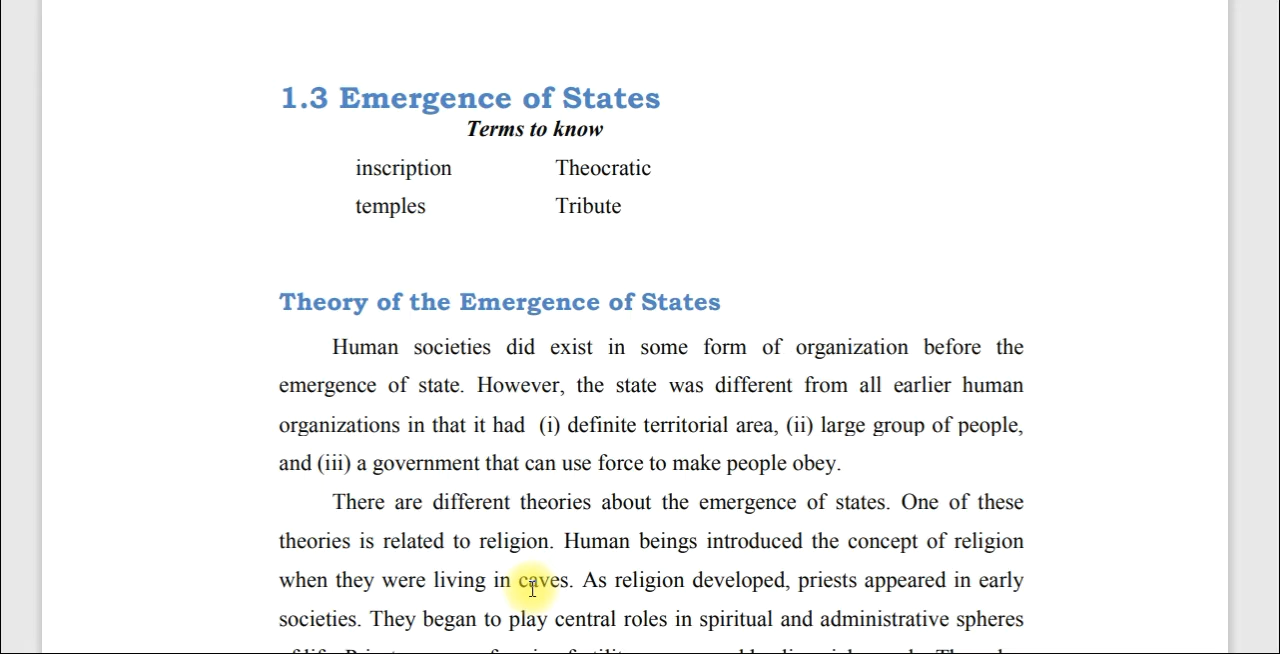 1.3 Emergence of States
Terms to know
inscription Theocratic
temples Tribute
Theory of the Emergence of States
Human societies did exist in some form of organization before the
emergence of state. However, the state was different from all earlier human
organizations in that it had (i) definite territorial area, (ii) large group of people,
and (iii) a government that can use force to make people obey.
There are different theories about the emergence of states. One of these
theories is related to religion. Human beings introduced the concept of religion
when they were living in caves. As religion developed, priests appeared in early
societies. They began to play central roles in spiritual and administrative spheres